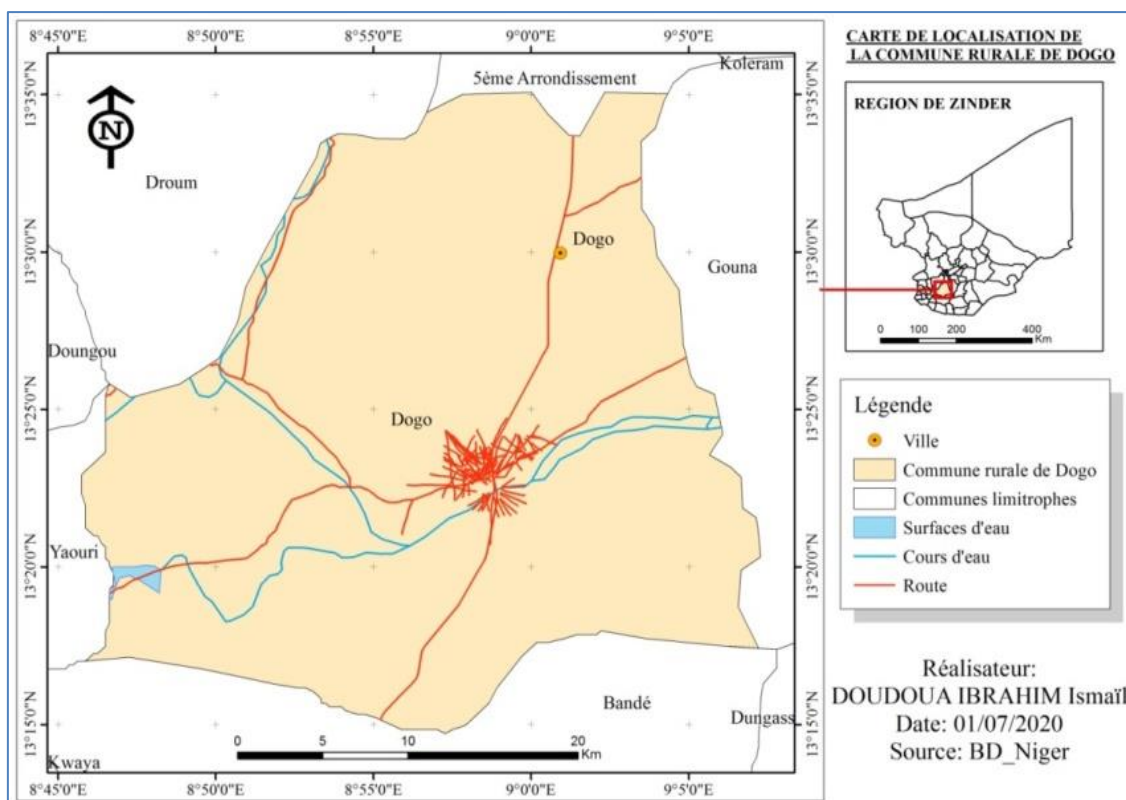 8°45'0"E 8°50'0"E 8°55'0"E 9°0'0"E 9°5'0"E
CARTE DE LOCALISATION DE
LA COMMUNE RURALE DE DOGO
Koleram
5ème Arrondissement
13°35'0"N 13°35'0"N
REGION DE ZINDER
N
Droum
Dogo
13°30'0"N 13°30'0"N
Gouna
0 100 200 400
Km
Doungou
13°25'0"N 13°25'0"N
Dogo
Légende
Ville
Commune rurale de Dogo
Communes limitrophes
Surfaces d'eau
Cours d'eau
Route
Yaouri
13°20'0"N 13°20'0"N
Bandé
Dungass
13°15'0"N 13°15'0"N
Kwaya
0 5 10 20
Km
8°45'0"E 8°50'0"E 8°55'0"E 9°0'0"E 9°5'0"E
Réalisateur:
DOUDOUA IBRAHIM Ismaïl
Date: 01/07/2020
Source: BD_Niger